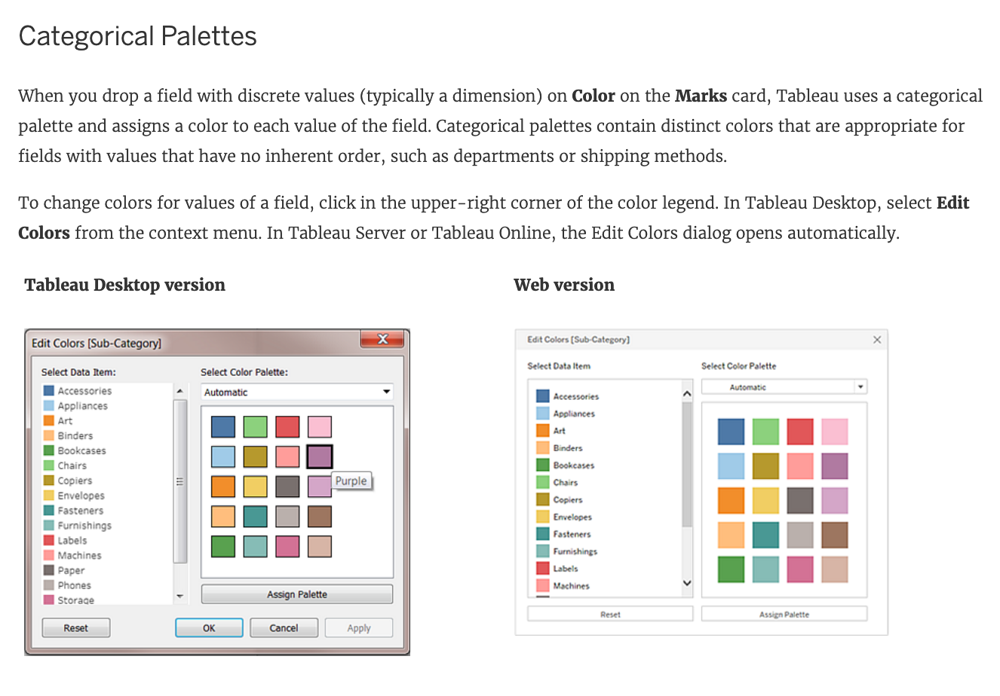 Categorical Palettes
When you drop a field with discrete values (typically a dimension) on Color on the Marks card, Tableau uses a categorical
palette and assigns a color to each value of the field. Categorical palettes contain distinct colors that are appropriate for
fields with values that have no inherent order, such as departments or shipping methods.
To change colors for values of a field, click in the upper-right corner of the color legend. In Tableau Desktop, select Edit
Colors from the context menu. In Tableau Server or Tableau Online, the Edit Colors dialog opens automatically.
Tableau Desktop version
Edit Colors [Sub-Category]
Select Data Item:
Accessories
Appliances
Art
Binders
Bookcases
Chairs
Copiers
Envelopes
Fasteners
Furnishings
Labels
Machines
Paper
Phones
Storage
Select Color Palette:
Automatic
Purple
Assign Palette
Reset
OK
Cancel
Apply
Web version
Edit Colors [Sub-Category]
Select Data Item
Accessories
Appliances
Art
Binders
Bookcases
Chairs
Copiers
Envelopes
Fasteners
Furnishings
Labels
Machines
Select Color Palette
Automatic
Reset
Assign Palette